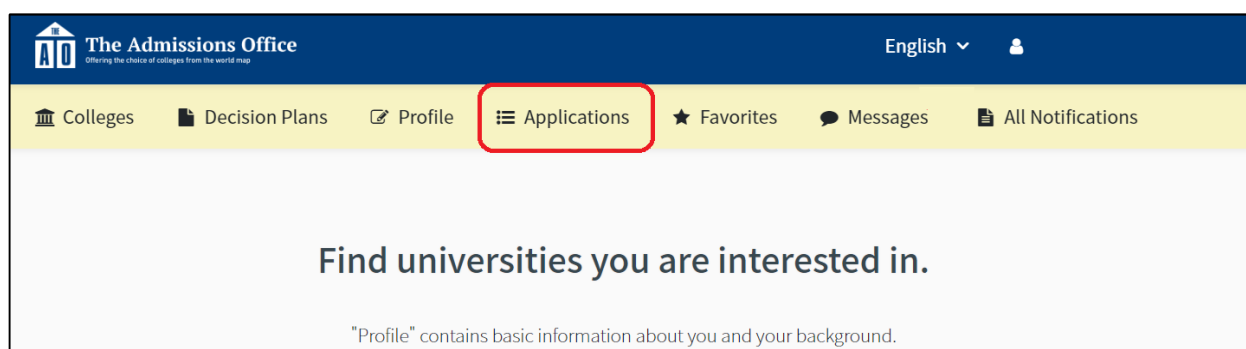 THE
AO
The Admissions Office
Offering the choice of colleges from the world map
English
Colleges Decision Plans Profile Applications Favorites Messages All Notifications
Find universities you are interested in.
"Profile" contains basic information about you and your background.